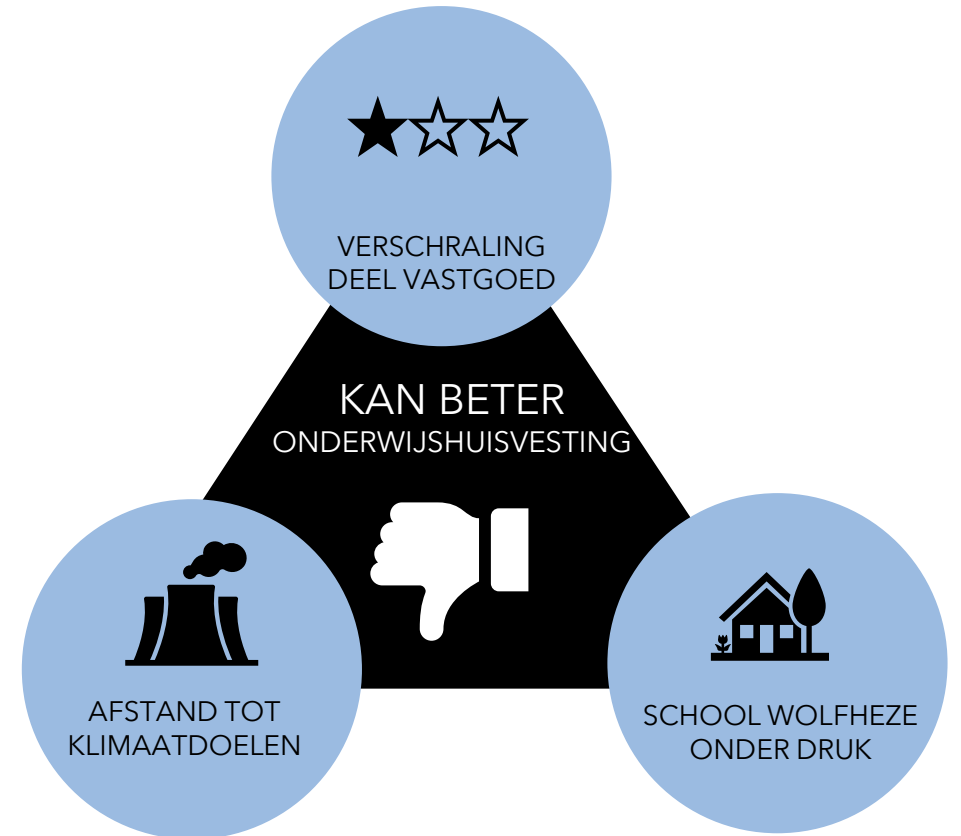 VERSCHRALING
DEEL VASTGOED
KAN BETER
ONDERWIJSHUISVESTING
AFSTAND TOT
KLIMAATDOELEN
SCHOOL WOLFHEZE
ONDER DRUK